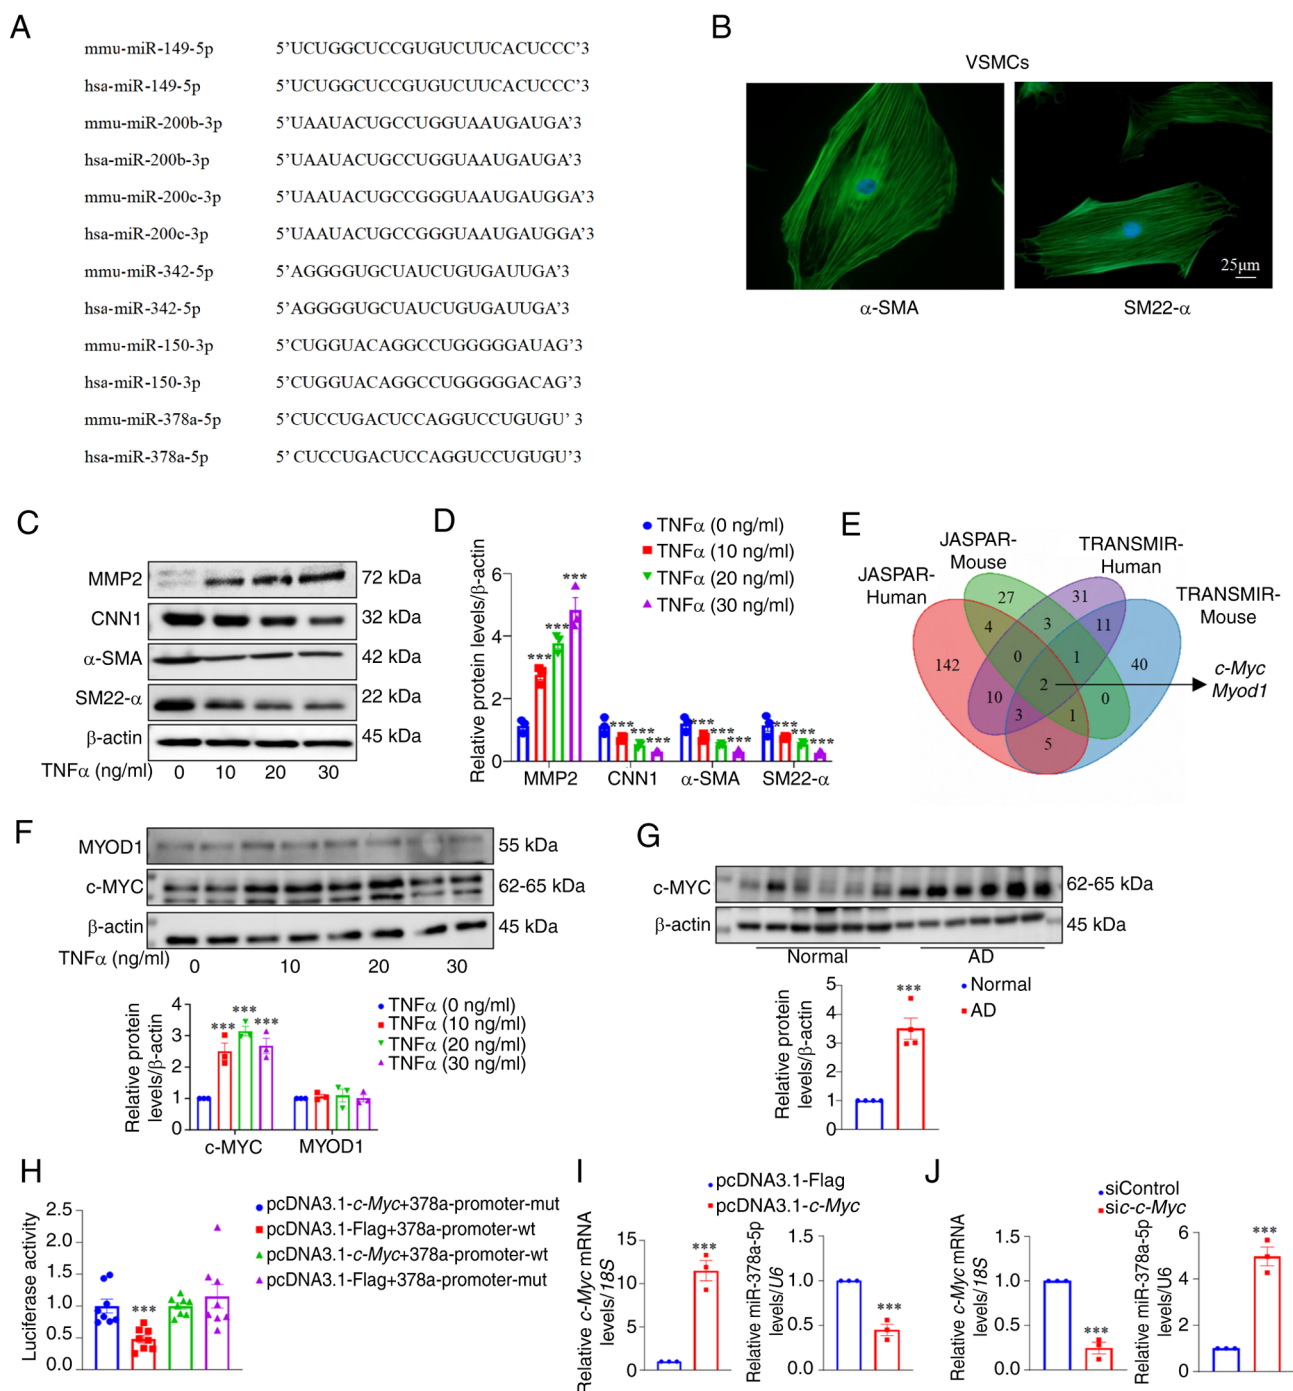 A
mmu-miR-149-5p 5’UCUGGCUCCGUGUCUUCACUCCC’3
hsa-miR-149-5p 5’UCUGGCUCCGUGUCUUCACUCCC’3
mmu-miR-200b-3p 5’UAAUACUGCCUGGUAAUGAUGA’3
hsa-miR-200b-3p 5’UAAUACUGCCUGGUAAUGAUGA’3
mmu-miR-200c-3p 5’UAAUACUGCCGGGUAAUGAUGGA’3
hsa-miR-200c-3p 5’UAAUACUGCCGGGUAAUGAUGGA’3
mmu-miR-342-5p 5’AGGGGUGCUAUCUGUGAUUGA’3
hsa-miR-342-5p 5’AGGGGUGCUAUCUGUGAUUGA’3
mmu-miR-150-3p 5’CUGGUACAGGCCUGGGGGAUAG’3
hsa-miR-150-3p 5’CUGGUACAGGCCUGGGGGACAG’3
mmu-miR-378a-5p 5’CUCCUGACUCCAGGUCCUGUGU’ 3
hsa-miR-378a-5p 5’ CUCCUGACUCCAGGUCCUGUGU’3
B
VSMCs
25μm
α-SMA SM22-α
C
MMP2 72 kDa
CNN1 32 kDa
α-SMA 42 kDa
SM22-α 22 kDa
β-actin 45 kDa
TNFα (ng/ml) 0 10 20 30
D
TNFα (0 ng/ml)
TNFα (10 ng/ml)
TNFα (20 ng/ml)
TNFα (30 ng/ml)
Relative protein levels/β-actin
6
4
2
0
*** *** ***
*** *** ***
*** *** ***
*** *** ***
MMP2 CNN1 α-SMA SM22-α
E
JASPAR-
Human
JASPAR-
Mouse
TRANSMIR-
Human
TRANSMIR-
Mouse
27 31
4 3 11
142 0 1 40
10 2 0
3 1
5
c-Myc
Myod1
F
MYOD1 55 kDa
c-MYC 62-65 kDa
β-actin 45 kDa
TNFα (ng/ml) 0 10 20 30
Relative protein
levels/β-actin
4
3
2
1
0
*** *** ***
c-MYC MYOD1
TNFα (0 ng/ml)
TNFα (10 ng/ml)
TNFα (20 ng/ml)
TNFα (30 ng/ml)
G
c-MYC 62-65 kDa
β-actin 45 kDa
Normal AD
Relative protein
levels/β-actin
5
4
3
2
1
0
***
Normal
AD
H
Luciferase activity
2.5
2.0
1.5
1.0
0.5
0.0
***
pcDNA3.1-c-Myc+378a-promoter-mut
pcDNA3.1-Flag+378a-promoter-wt
pcDNA3.1-c-Myc+378a-promoter-wt
pcDNA3.1-Flag+378a-promoter-mut
I
pcDNA3.1-Flag
pcDNA3.1-c-Myc
Relative c-Myc mRNA
levels/18S
15
10
5
0
***
Relative miR-378a-5p
levels/U6
1.5
1.0
0.5
0.0
***
J
siControl
sic-c-Myc
Relative c-Myc mRNA
levels/18S
1.5
1.0
0.5
0.0
***
Relative miR-378a-5p
levels/U6
6
4
2
0
***